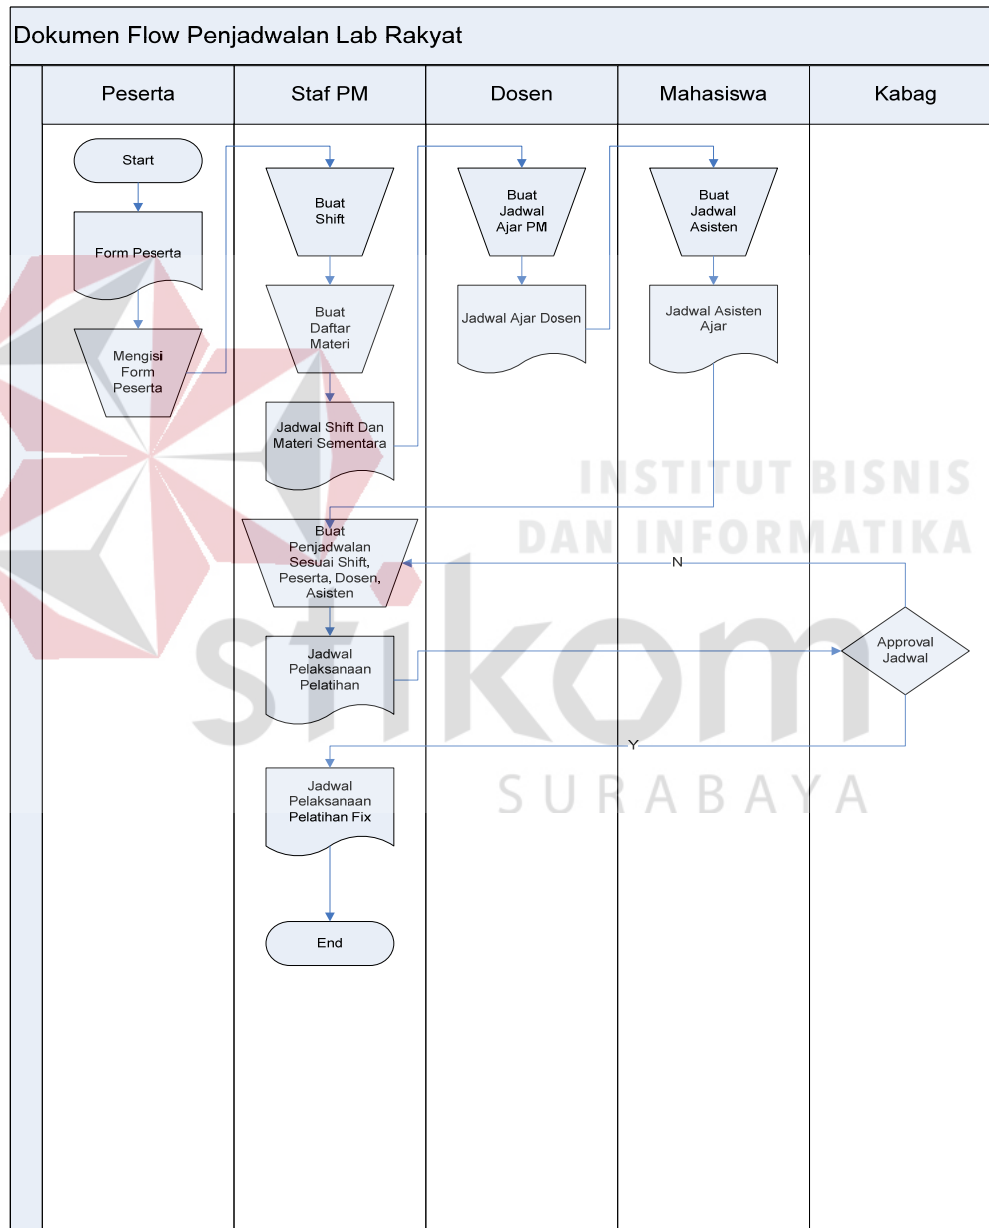 Dokumen Flow Penjadwalan Lab Rakyat
Peserta
Staf PM
Dosen
Mahasiswa
Kabag
Start
Form Peserta
Mengisi
Form
Peserta
Buat
Shift
Buat
Daftar
Materi
Jadwal Shift Dan
Materi Sementara
Buat
Penjadwalan
Sesuai Shift,
Peserta, Dosen,
Asisten
Jadwal
Pelaksanaan
Pelatihan
Jadwal
Pelaksanaan
Pelatihan Fix
End
Buat
Jadwal
Ajar PM
Jadwal Ajar Dosen
Buat
Jadwal
Asisten
Jadwal Asisten
Ajar
N
Approval
Jadwal
Y
INSTITUT BISNIS
DAN INFORMATIKA
stikom
SURABAYA